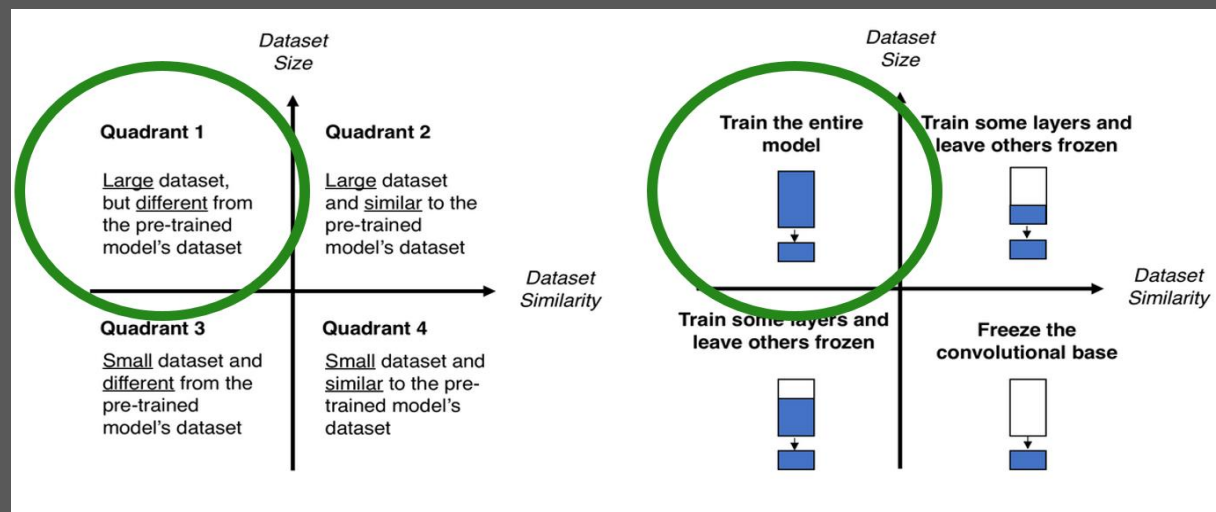 Dataset
Size
Quadrant 1
Large dataset,
but different from
the pre-trained
model's dataset
Quadrant 2
Large dataset
and similar to the
pre-trained
model's dataset
Dataset
Similarity
Quadrant 3
Small dataset and
different from the
pre-trained
model's dataset
Quadrant 4
Small dataset and
similar to the pre-
trained model's
dataset
Dataset
Size
Train the entire
model
Train some layers and
leave others frozen
Dataset
Similarity
Train some layers and
leave others frozen
Freeze the
convolutional base